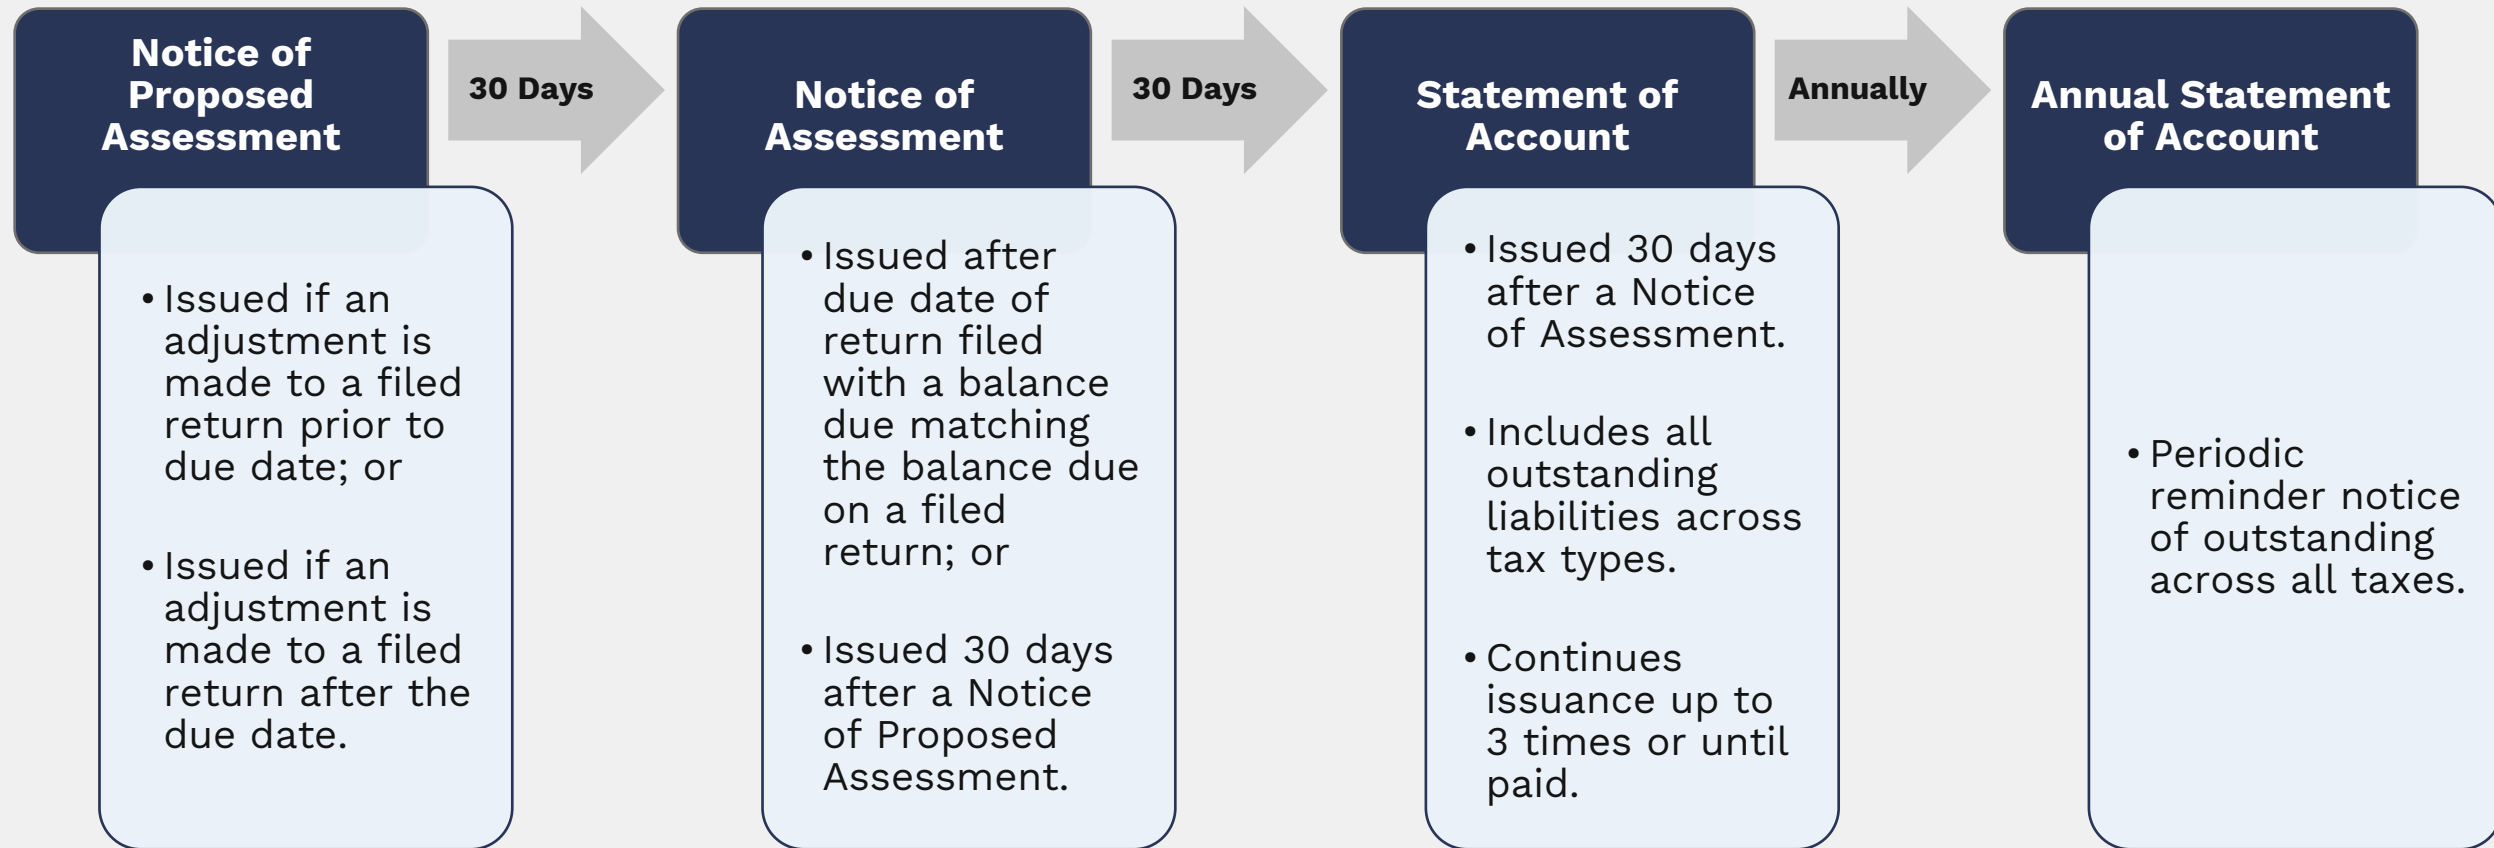 Notice of
Proposed
Assessment
• Issued if an
adjustment is
made to a filed
return prior to
due date; or
• Issued if an
adjustment is
made to a filed
return after the
due date.
30 Days
Notice of
Assessment
• Issued after
due date of
return filed
with a balance
due matching
the balance due
on a filed
return; or
• Issued 30 days
after a Notice
of Proposed
Assessment.
30 Days
Statement of
Account
• Issued 30 days
after a Notice
of Assessment.
• Includes all
outstanding
liabilities across
tax types.
• Continues
issuance up to
3 times or until
paid.
Annually
Annual Statement
of Account
• Periodic
reminder notice
of outstanding
across all taxes.